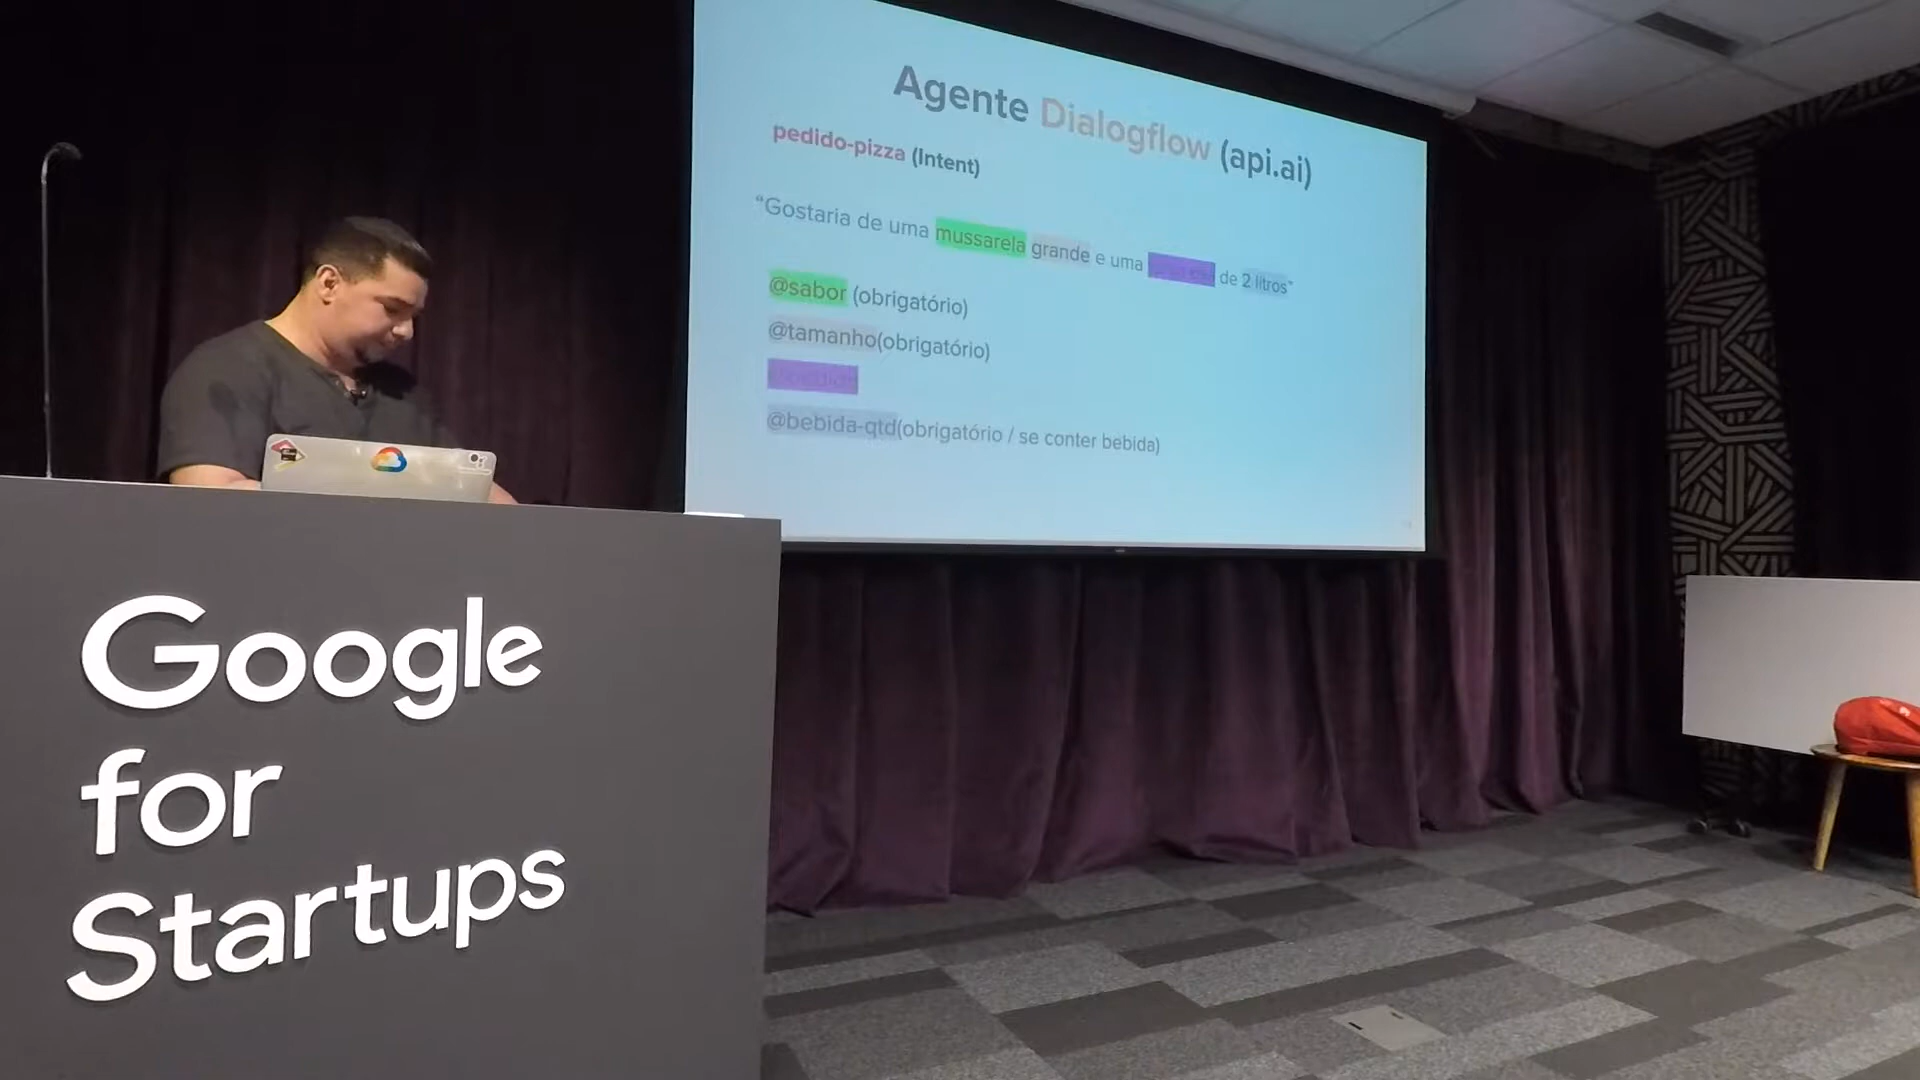 Agente Dialogflow (api.ai)
pedido-pizza (Intent)
“Gostaria de uma mussarela grande e uma de 2 litros”
@sabor (obrigatório)
@tamanho(obrigatório)
@bebida-qtd(obrigatório / se conter bebida)
Google
for
Startups